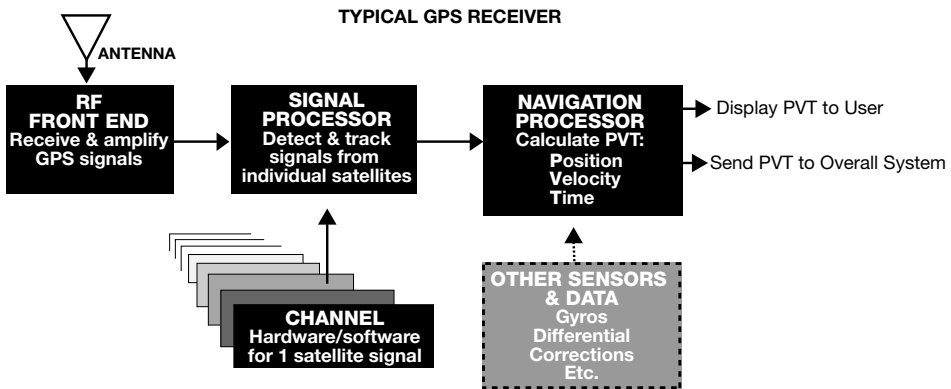 TYPICAL GPS RECEIVER
ANTENNA
RF
FRONT END
Receive & amplify
GPS signals
SIGNAL
PROCESSOR
Detect & track
signals from
individual satellites
NAVIGATION
PROCESSOR
Calculate PVT:
Position
Velocity
Time
Display PVT to User
Send PVT to Overall System
CHANNEL
Hardware/software
for 1 satellite signal
OTHER SENSORS
& DATA
Gyros
Differential
Corrections
Etc.